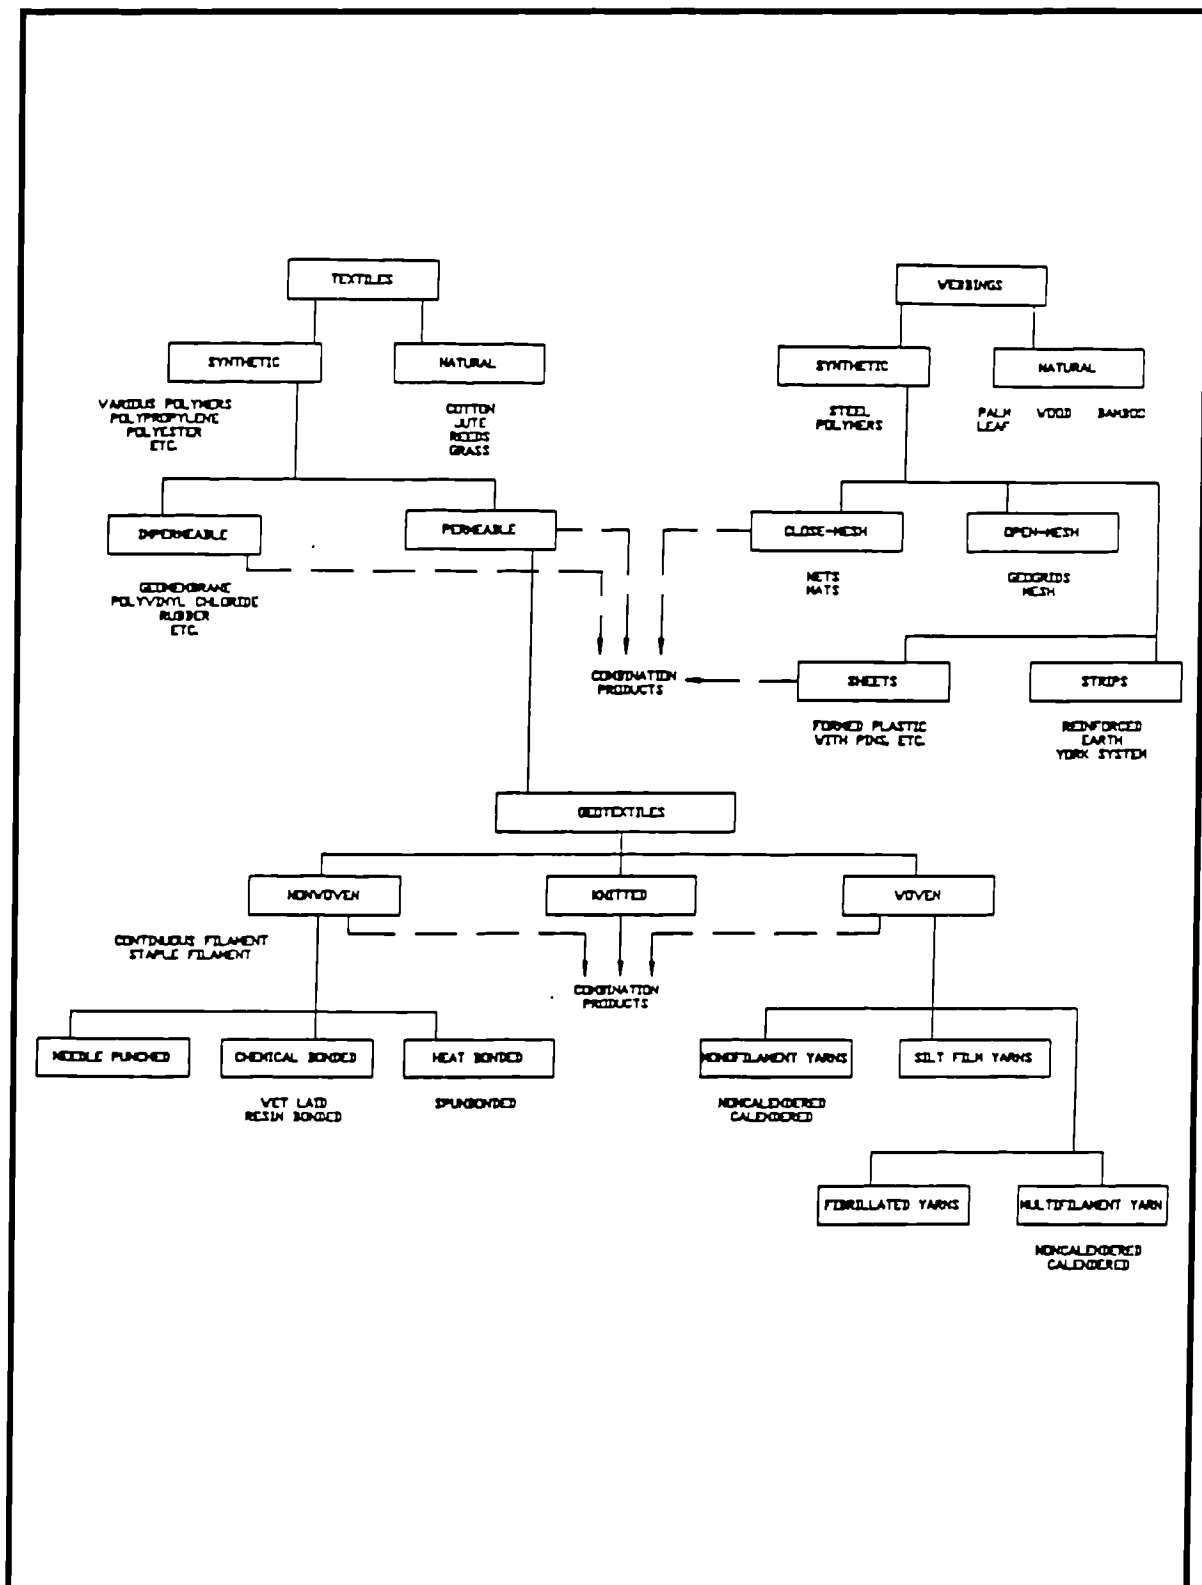 TEXTILES
WEBBINGS
SYNTHETIC
NATURAL
SYNTHETIC
NATURAL
VARIOUS POLYMERS
POLYPROPYLENE
POLYESTER
ETC.
COTTON
JUTE
REEDS
GRASS
STEEL
POLYMERS
PALM
LEAF
WOOD
BAMBOO
IMPERMEABLE
PERMEABLE
CLOSE-MESH
OPEN-MESH
GEOMEMBRANE
POLYVINYL CHLORIDE
RUBBER
ETC.
NETS
MATS
GEOGRIDS
MESH
COMBINATION
PRODUCTS
SHEETS
STRIPS
FORMED PLASTIC
WITH PINS, ETC.
REINFORCED
EARTH
YORK SYSTEM
GEOTEXTILES
NONWOVEN
KNITTED
WOVEN
CONTINUOUS FILAMENT
STAPLE FILAMENT
COMBINATION
PRODUCTS
NEEDLE PUNCHED
CHEMICAL BONDED
HEAT BONDED
MONOFILAMENT YARNS
SILT FILM YARNS
WET LAID
RESIN BONDED
SPUNBONDED
NONCALENDERED
CALENDERED
FIBRILLATED YARNS
MULTIFILAMENT YARN
NONCALENDERED
CALENDERED